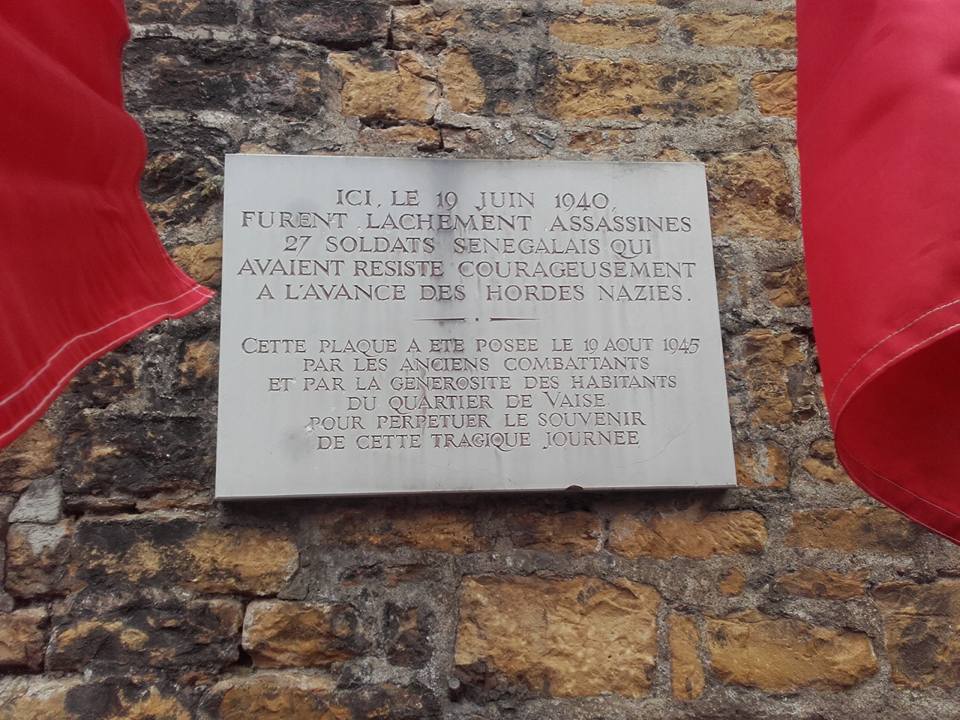 ICI, LE 19 JUIN 1940,
FURENT LACHEMENT ASSASSINES
27 SOLDATS SENEGALAIS QUI
AVAIENT RESISTE COURAGEUSEMENT
A L'AVANCE DES HORDES NAZIES.
CETTE PLAQUE A ETE POSEE LE 19 AOUT 1945
PAR LES ANCIENS COMBATTANTS
ET PAR LA GENEROSITE DES HABITANTS
DU QUARTIER DE VAISE
POUR PERPETUER LE SOUVENIR
DE CETTE TRAGIQUE JOURNEE